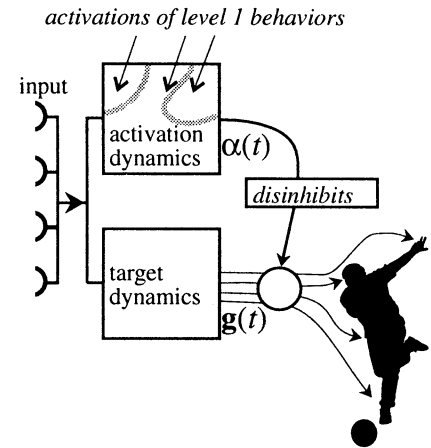 activations of level 1 behaviors
input
activation
dynamics
α(t)
disinhibits
target
dynamics
g(t)